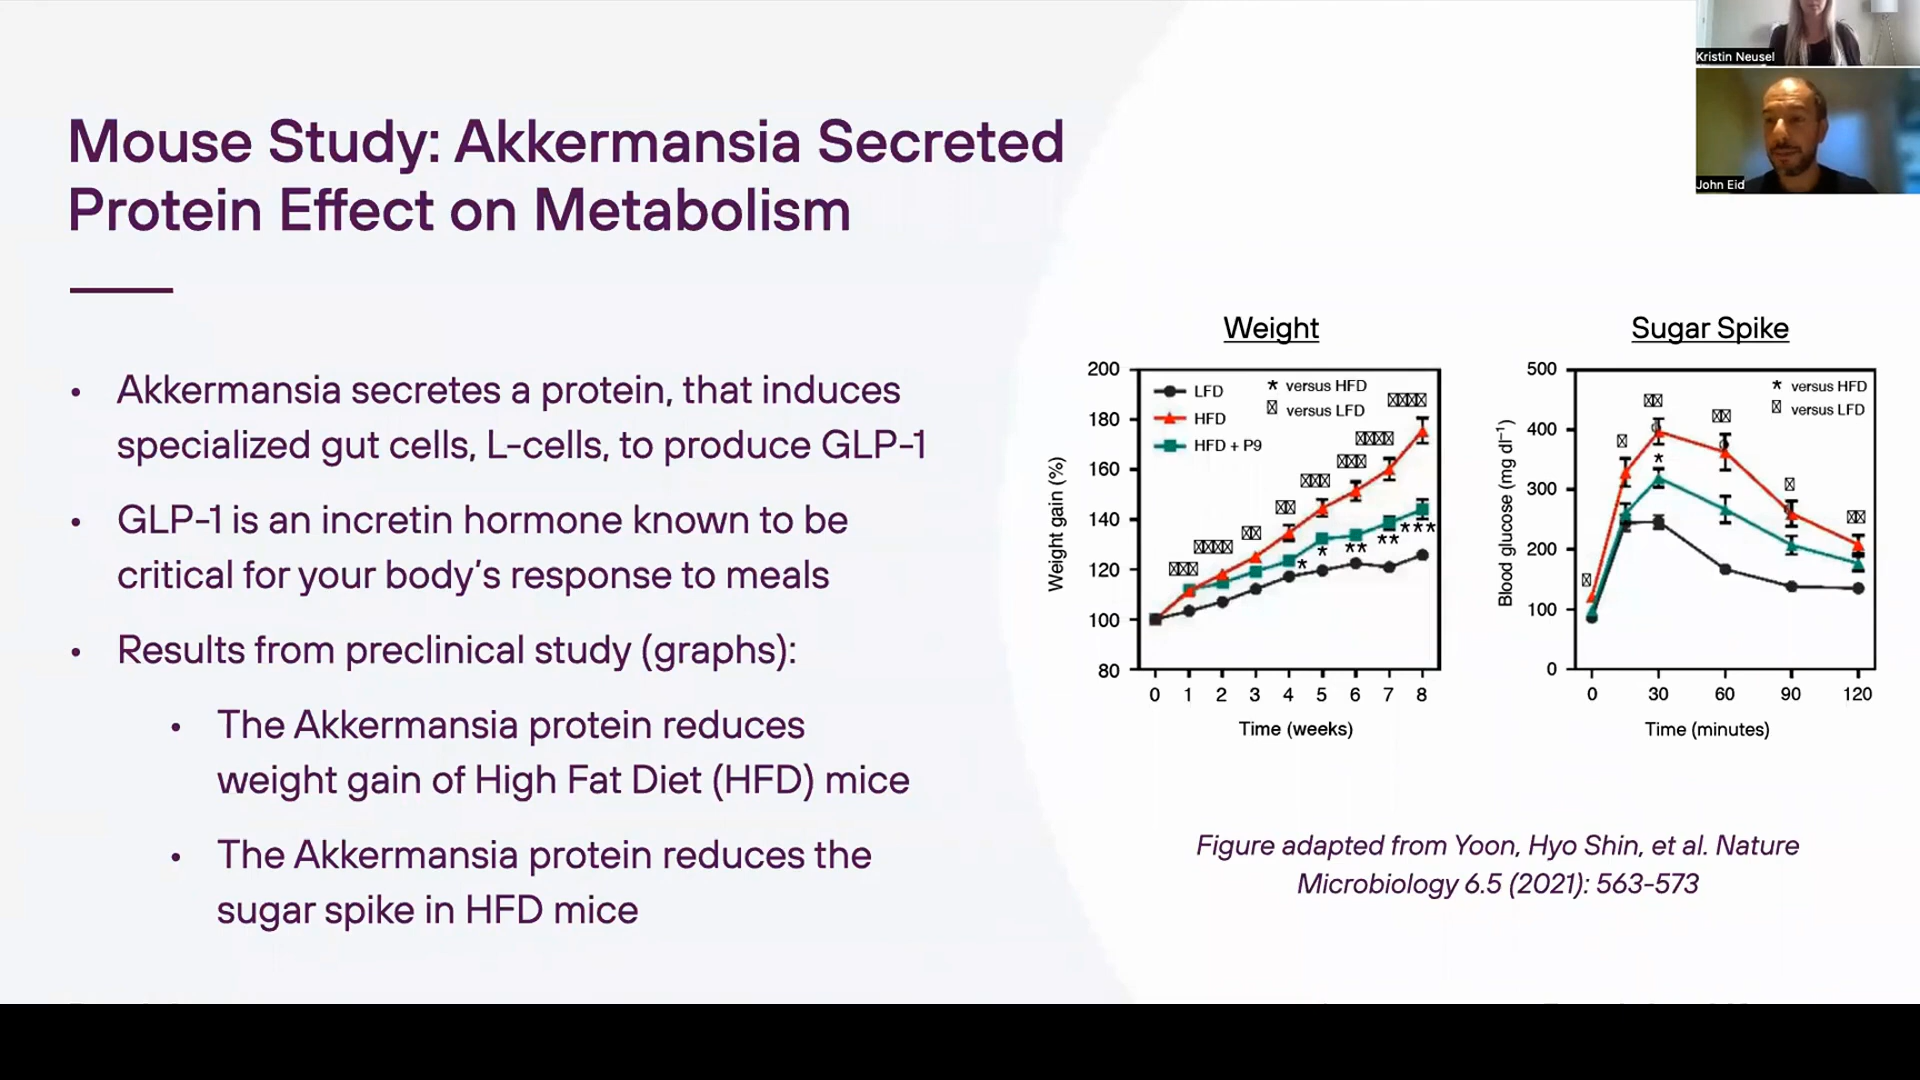 Kristin Neusel
John Eid
Mouse Study: Akkermansia Secreted
Protein Effect on Metabolism
• Akkermansia secretes a protein, that induces
specialized gut cells, L-cells, to produce GLP-1
• GLP-1 is an incretin hormone known to be
critical for your body's response to meals
• Results from preclinical study (graphs):
• The Akkermansia protein reduces
weight gain of High Fat Diet (HFD) mice
• The Akkermansia protein reduces the
sugar spike in HFD mice
Weight
Weight gain (%)
200
180
160
140
120
100
80
LFD
HFD
HFD + P9
* versus HFD
versus LFD
*
*
**
**
***
0 1 2 3 4 5 6 7 8
Time (weeks)
Sugar Spike
Blood glucose (mg dl⁻¹)
500
400
300
200
100
0
* versus HFD
versus LFD
*
0 30 60 90 120
Time (minutes)
Figure adapted from Yoon, Hyo Shin, et al. Nature
Microbiology 6.5 (2021): 563-573